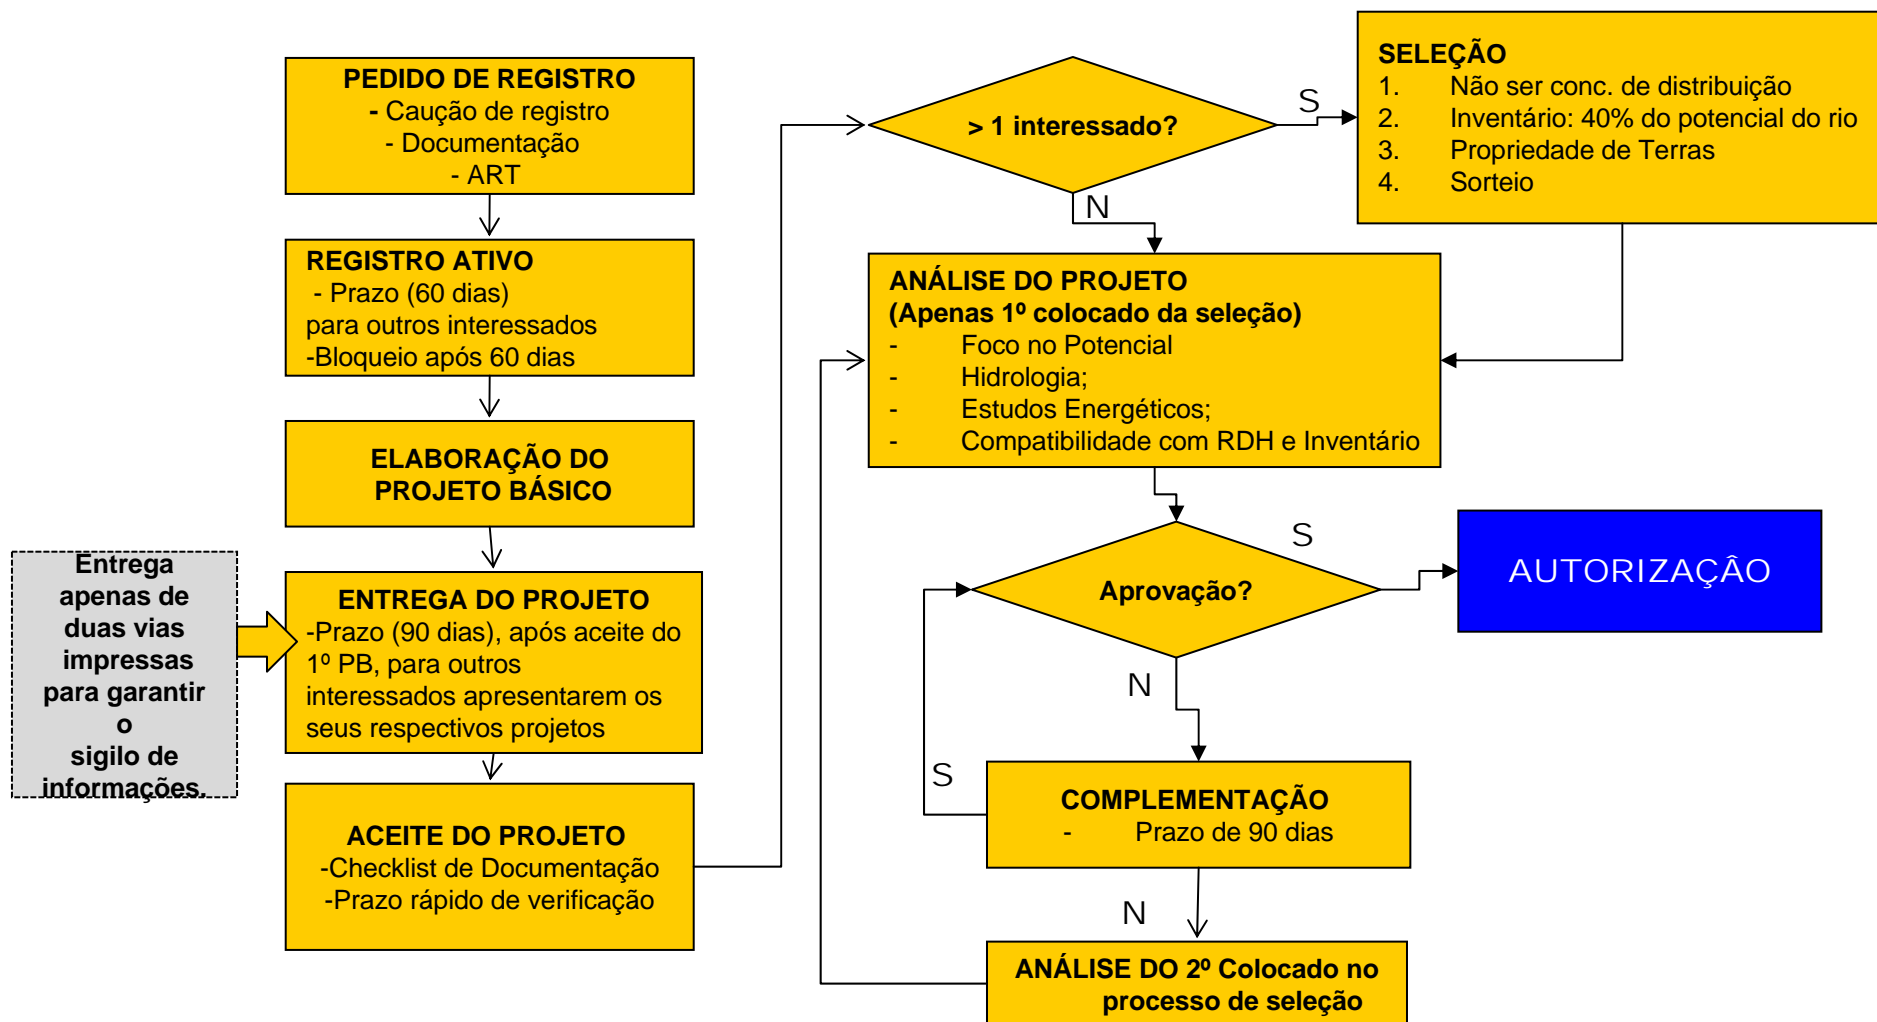 PEDIDO DE REGISTRO
- Caução de registro
- Documentação
- ART
REGISTRO ATIVO
- Prazo (60 dias)
para outros interessados
-Bloqueio após 60 dias
ELABORAÇÃO DO
PROJETO BÁSICO
Entrega
apenas de
duas vias
impressas
para garantir
o
sigilo de
informações.
ENTREGA DO PROJETO
-Prazo (90 dias), após aceite do
1º PB, para outros
interessados apresentarem os
seus respectivos projetos
ACEITE DO PROJETO
-Checklist de Documentação
-Prazo rápido de verificação
> 1 interessado?
S
N
SELEÇÃO
1. Não ser conc. de distribuição
2. Inventário: 40% do potencial do rio
3. Propriedade de Terras
4. Sorteio
ANÁLISE DO PROJETO
(Apenas 1º colocado da seleção)
- Foco no Potencial
- Hidrologia;
- Estudos Energéticos;
- Compatibilidade com RDH e Inventário
Aprovação?
S
AUTORIZAÇÂO
N
S
COMPLEMENTAÇÃO
- Prazo de 90 dias
N
ANÁLISE DO 2º Colocado no
processo de seleção